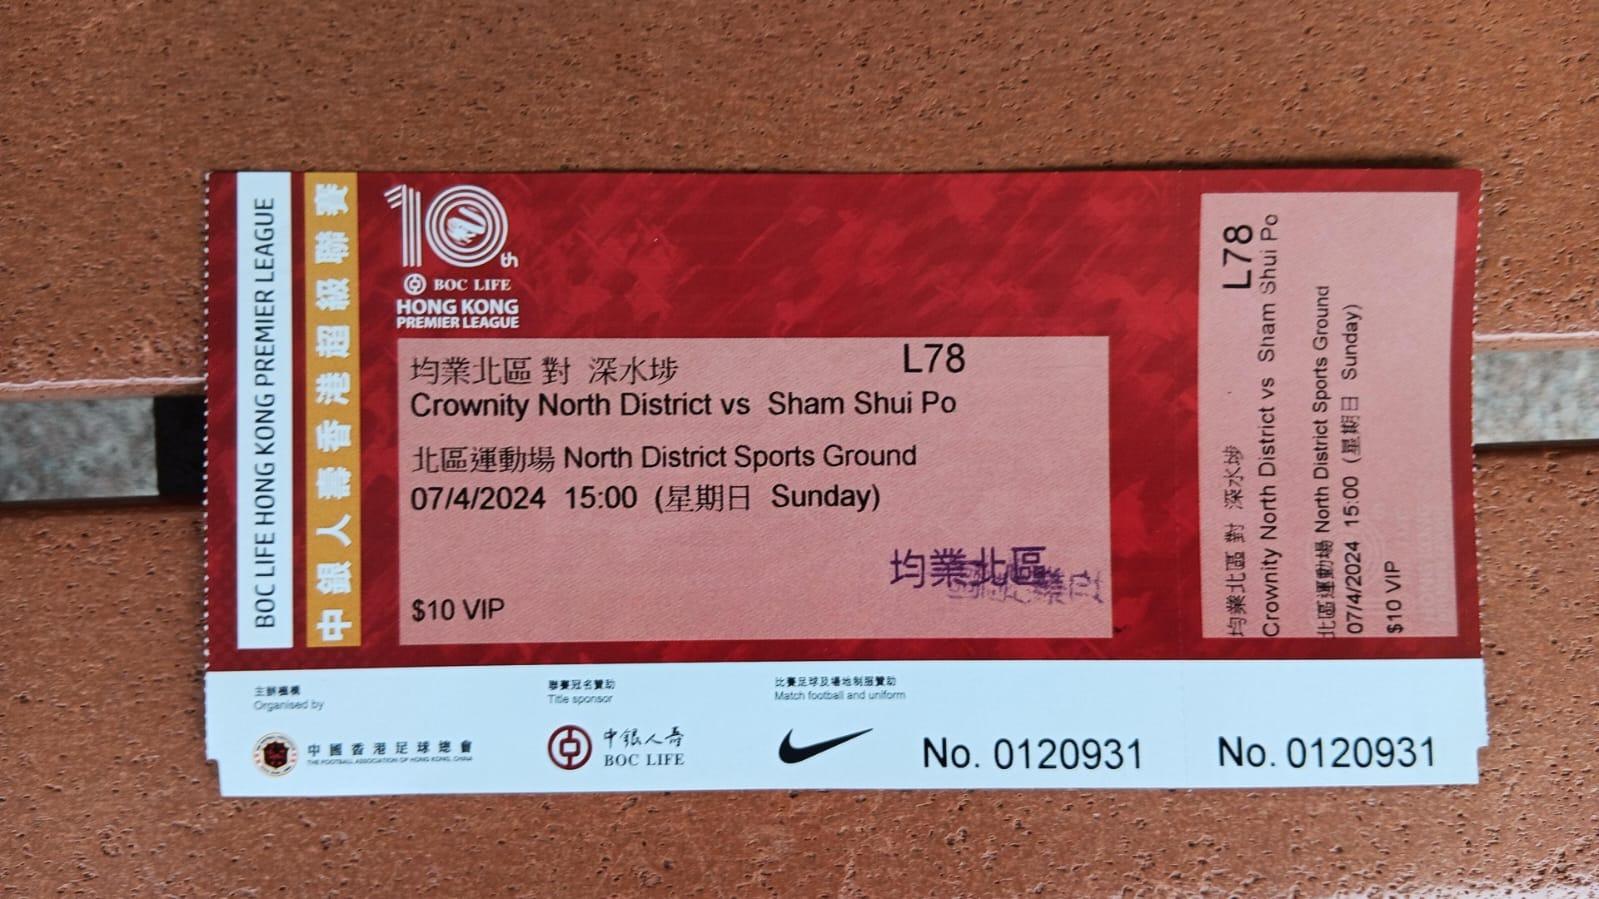 BOC LIFE HONG KONG PREMIER LEAGUE
中銀人壽香港超級聯賽
10th
BOC LIFE
HONG KONG
PREMIER LEAGUE
均業北區 對 深水埗 L78
Crownity North District vs Sham Shui Po
北區運動場 North District Sports Ground
07/4/2024 15:00 (星期日 Sunday)
均業北區
$10 VIP
主辦機構
Organised by
中國香港足球總會
THE FOOTBALL ASSOCIATION OF HONG KONG, CHINA
聯賽冠名贊助
Title sponsor
中銀人壽
BOC LIFE
比賽足球及場地制服贊助
Match football and uniform
No. 0120931
L78
均業北區 對 深水埗
Crownity North District vs Sham Shui Po
北區運動場 North District Sports Ground
07/4/2024 15:00 (星期日 Sunday)
$10 VIP
No. 0120931